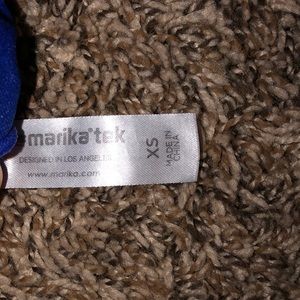 marika®tek
DESIGNED IN LOS ANGELES
www.marika.com
XS
MADE IN
CHINA